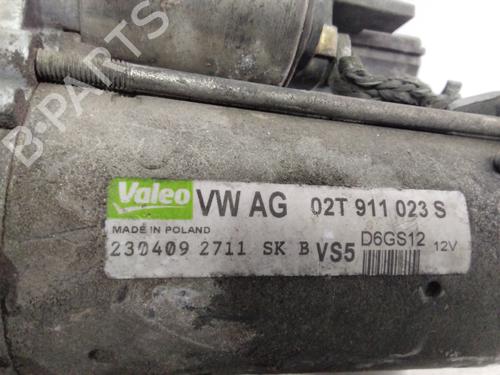 B-PARTS
Valeo VW AG 02T 911 023 S
MADE IN POLAND
230409 2711 SK B VS5
D6GS12
12V